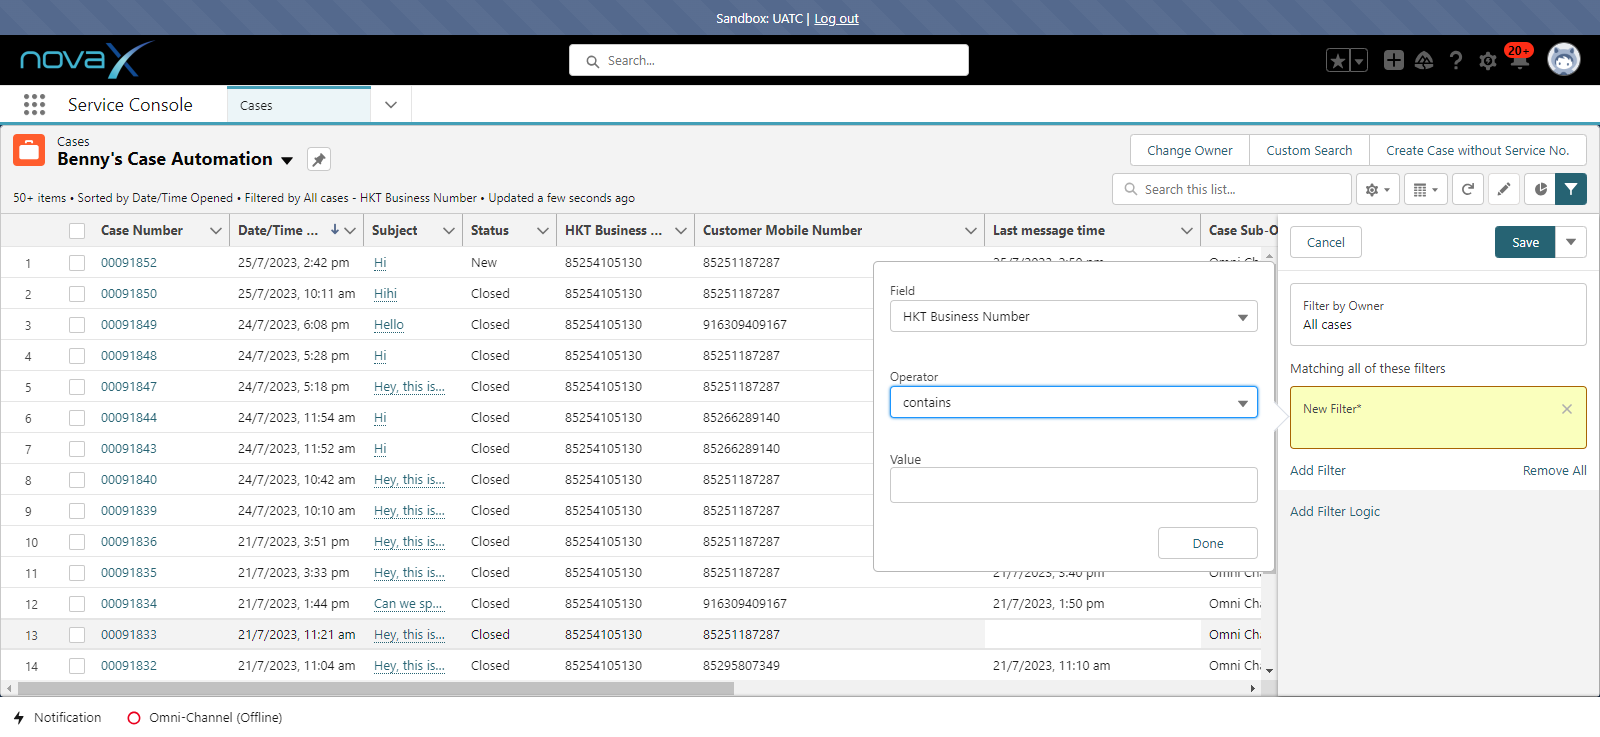 Sandbox: UATC | Log out
novaX
Search...
20+
Service Console
Cases
Cases
Benny's Case Automation
Change Owner
Custom Search
Create Case without Service No.
50+ items • Sorted by Date/Time Opened • Filtered by All cases - HKT Business Number • Updated a few seconds ago
Search this list...
Case Number Date/Time ... Subject Status HKT Business ... Customer Mobile Number Last message time Case Sub-O
1 00091852 25/7/2023, 2:42 pm Hi New 85254105130 85251187287
2 00091850 25/7/2023, 10:11 am Hihi Closed 85254105130 85251187287
3 00091849 24/7/2023, 6:08 pm Hello Closed 85254105130 916309409167
4 00091848 24/7/2023, 5:28 pm Hi Closed 85254105130 85251187287
5 00091847 24/7/2023, 5:18 pm Hey, this is... Closed 85254105130 85251187287
6 00091844 24/7/2023, 11:54 am Hi Closed 85254105130 85266289140
7 00091843 24/7/2023, 11:52 am Hi Closed 85254105130 85266289140
8 00091840 24/7/2023, 10:42 am Hey, this is... Closed 85254105130 85251187287
9 00091839 24/7/2023, 10:10 am Hey, this is... Closed 85254105130 85251187287
10 00091836 21/7/2023, 3:51 pm Hey, this is... Closed 85254105130 85251187287
11 00091835 21/7/2023, 3:33 pm Hey, this is... Closed 85254105130 85251187287 21/7/2023, 3:40 pm Omni Cha
12 00091834 21/7/2023, 1:44 pm Can we sp... Closed 85254105130 916309409167 21/7/2023, 1:50 pm Omni Cha
13 00091833 21/7/2023, 11:21 am Hey, this is... Closed 85254105130 85251187287 Omni Cha
14 00091832 21/7/2023, 11:04 am Hey, this is... Closed 85254105130 85295807349 21/7/2023, 11:10 am Omni Cha
Field
HKT Business Number
Operator
contains
Value
Done
Cancel
Save
Filter by Owner
All cases
Matching all of these filters
New Filter*
Add Filter
Remove All
Add Filter Logic
Notification
Omni-Channel (Offline)